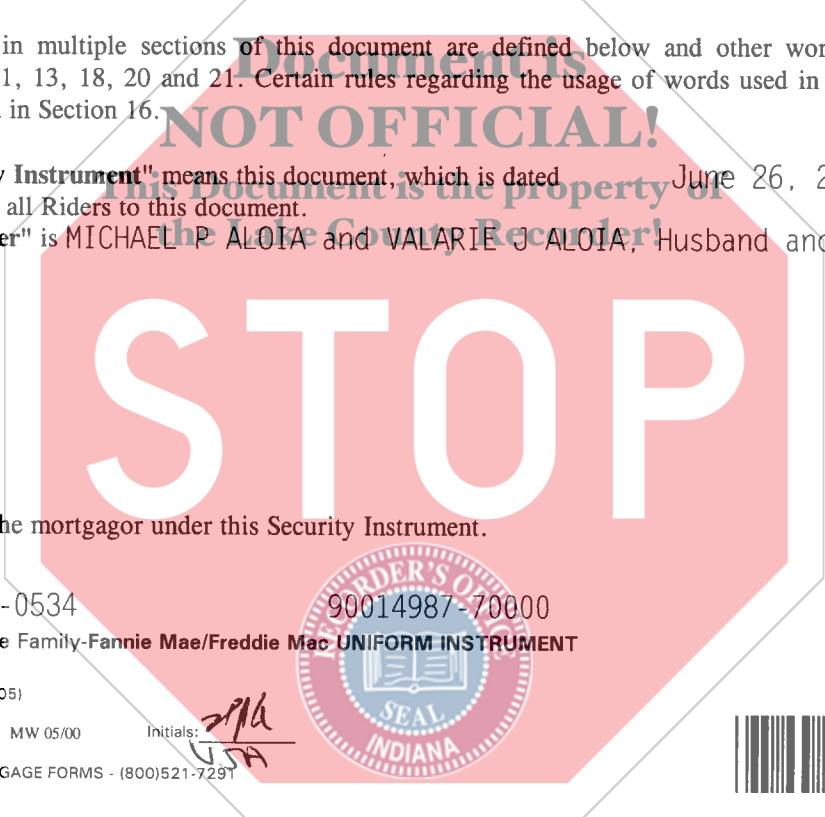 in multiple sections of this document are defined below and other wor
1, 13, 18, 20 and 21. Certain rules regarding the usage of words used in
in Section 16.
Document is
NOT OFFICIAL!
This Document is the property of
the Lake County Recorder!
Instrument" means this document, which is dated June 26, 2
all Riders to this document.
er" is MICHAEL P ALOIA and VALARIE J ALOIA, Husband and
STOP
he mortgagor under this Security Instrument.
-0534 90014987-70000
e Family-Fannie Mae/Freddie Mac UNIFORM INSTRUMENT
05)
MW 05/00 Initials:
VJA
GAGE FORMS - (800)521-7291
RECORDER'S OFFICE
SEAL
INDIANA